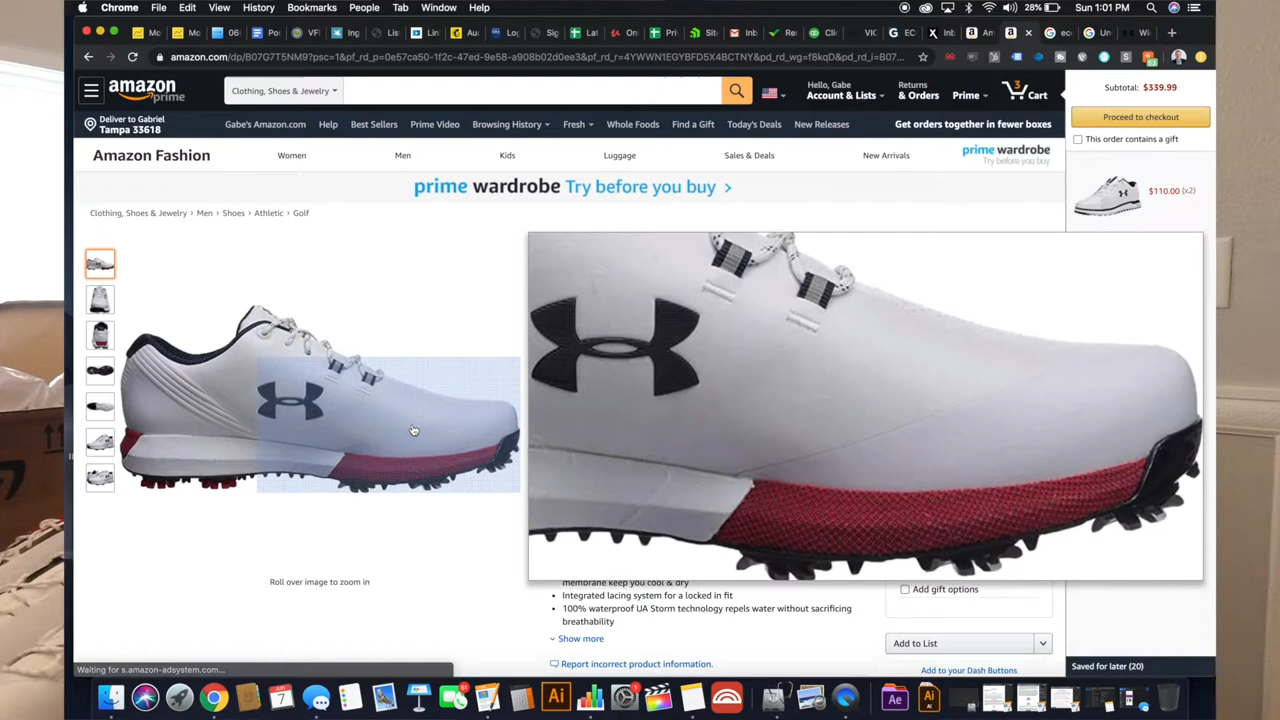 Chrome File Edit View History Bookmarks People Tab Window Help 28% Sun 1:01 PM
amazon.com/dp/B07G7T5NM9?psc=1&pf_rd_p=0e57ca50-1f2c-47ed-9e58-a908b02d0ee3&pf_rd_r=4YWWN1EGYBFD5X4BCTNY&pd_rd_wg=f8kqD&pd_rd_i=B07...
amazon prime
Clothing, Shoes & Jewelry
Hello, Gabe
Account & Lists
Returns
& Orders
Prime
3
Cart
Subtotal: $339.99
Proceed to checkout
This order contains a gift
$110.00 (x2)
Deliver to Gabriel
Tampa 33618
Gabe's Amazon.com Help Best Sellers Prime Video Browsing History Fresh Whole Foods Find a Gift Today's Deals New Releases Get orders together in fewer boxes
Amazon Fashion Women Men Kids Luggage Sales & Deals New Arrivals
prime wardrobe
Try before you buy
prime wardrobe Try before you buy ›
Clothing, Shoes & Jewelry › Men › Shoes › Athletic › Golf
Roll over image to zoom in
membrane keep you cool & dry
• Integrated lacing system for a locked in fit
• 100% waterproof UA Storm technology repels water without sacrificing
breathability
Show more
Report incorrect product information.
Add gift options
Add to List
Add to your Dash Buttons
Saved for later (20)
Waiting for s.amazon-adsystem.com...